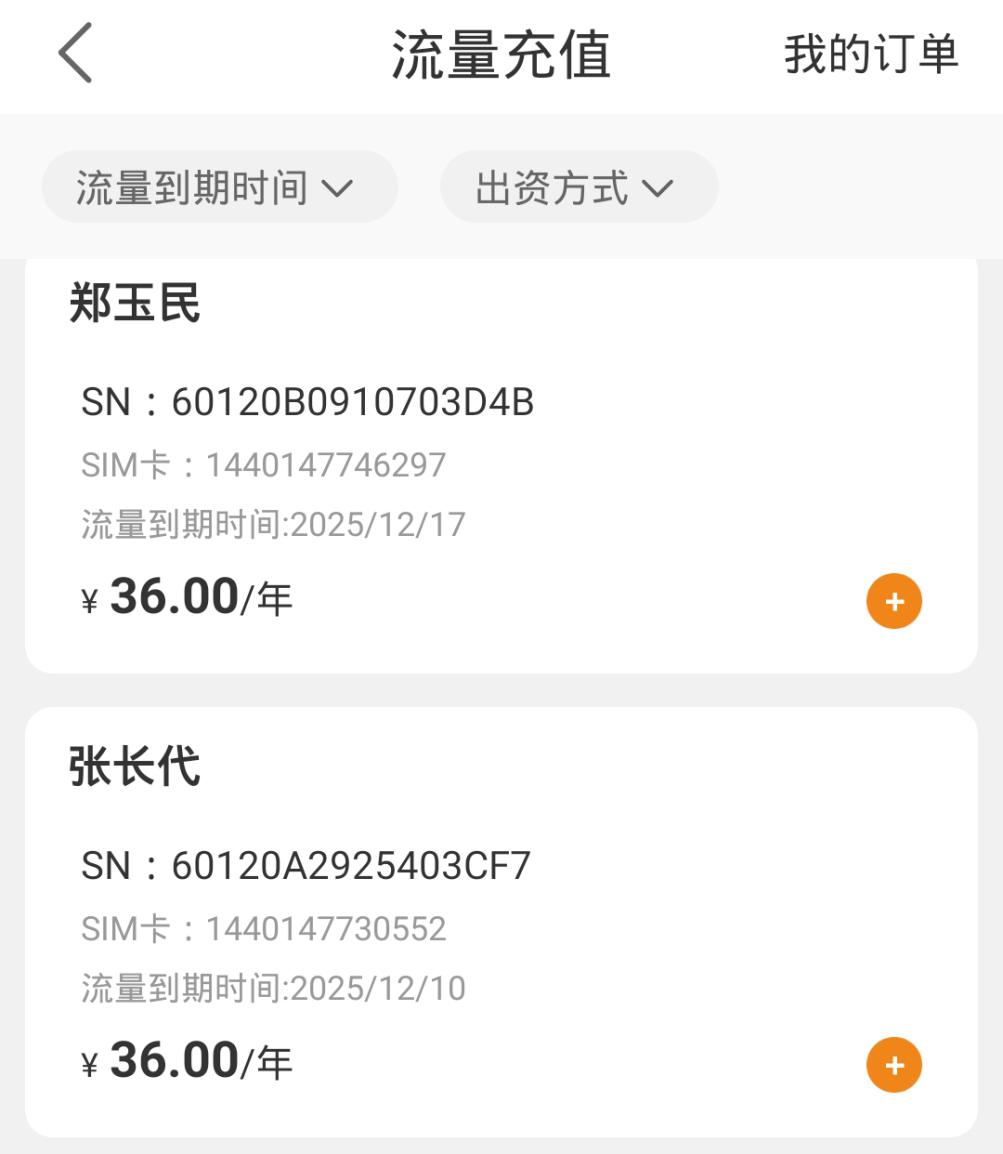 流量充值
我的订单
流量到期时间
出资方式
郑玉民
SN：60120B0910703D4B
SIM卡：1440147746297
流量到期时间:2025/12/17
¥ 36.00/年
+
张长代
SN：60120A2925403CF7
SIM卡：1440147730552
流量到期时间:2025/12/10
¥ 36.00/年
+